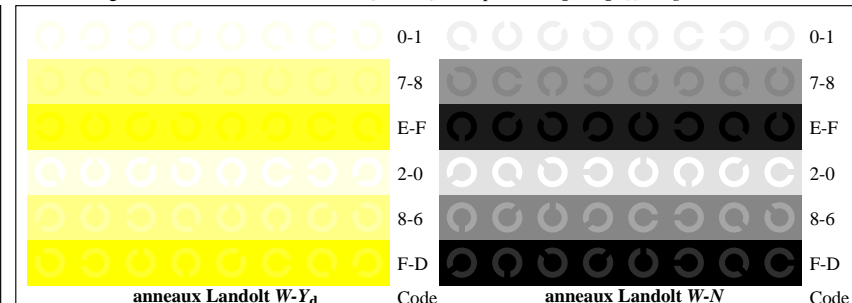 0-1 0-1
7-8 7-8
E-F E-F
2-0 2-0
8-6 8-6
F-D F-D
anneaux Landolt W-Yd Code anneaux Landolt W-N Code